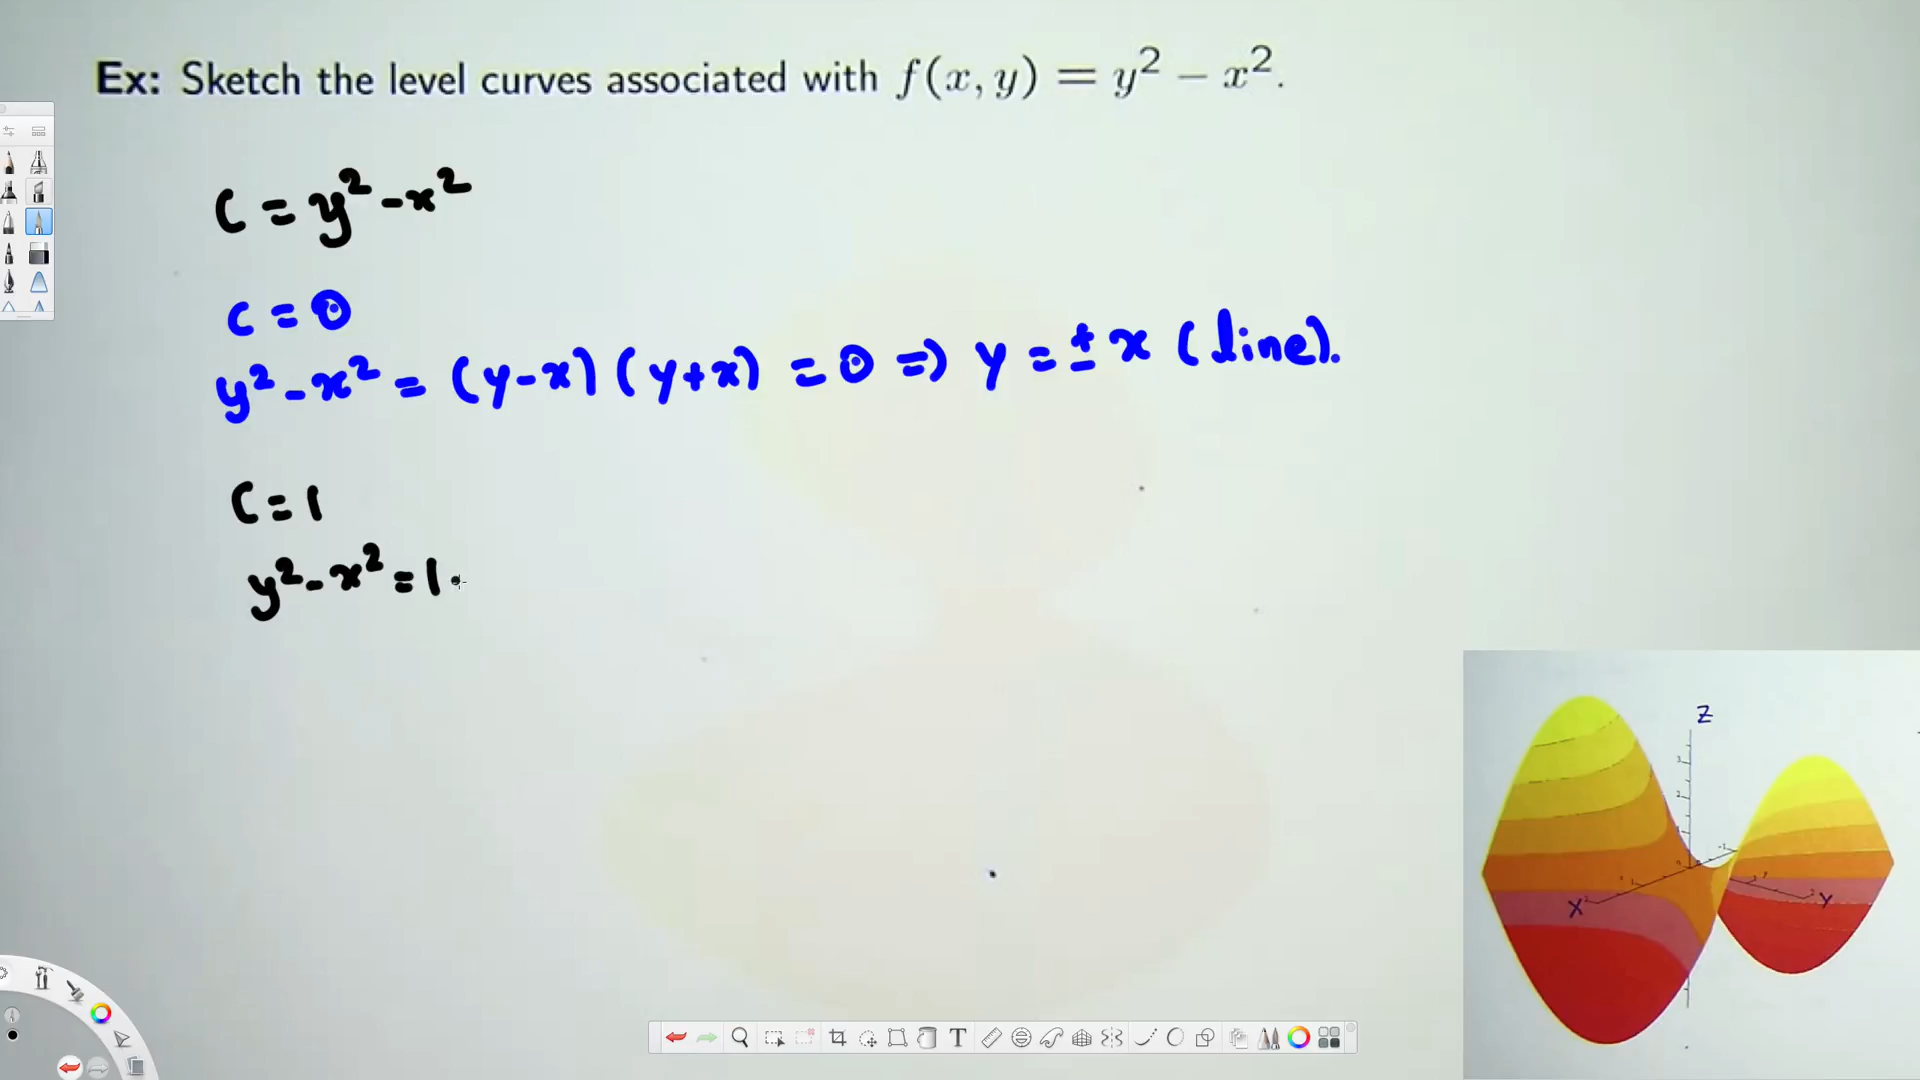 Ex: Sketch the level curves associated with f(x, y) = y² − x².
C = y² - x²
c = 0
y² - x² = (y-x) (y+x) = 0 => y = ± x (line).
C = 1
y² - x² = 1
Z
X
Y